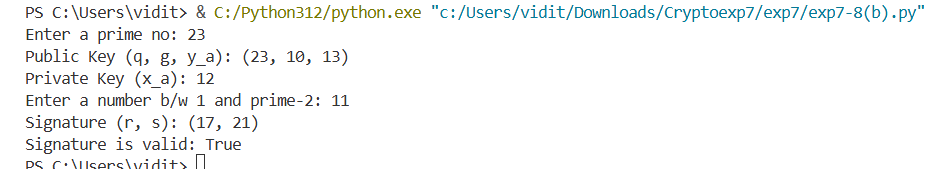 PS C:\Users\vidit> & C:/Python312/python.exe "c:/Users/vidit/Downloads/Cryptoexp7/exp7/exp7-8(b).py"
Enter a prime no: 23
Public Key (q, g, y_a): (23, 10, 13)
Private Key (x_a): 12
Enter a number b/w 1 and prime-2: 11
Signature (r, s): (17, 21)
Signature is valid: True
PS C:\Users\vidit>